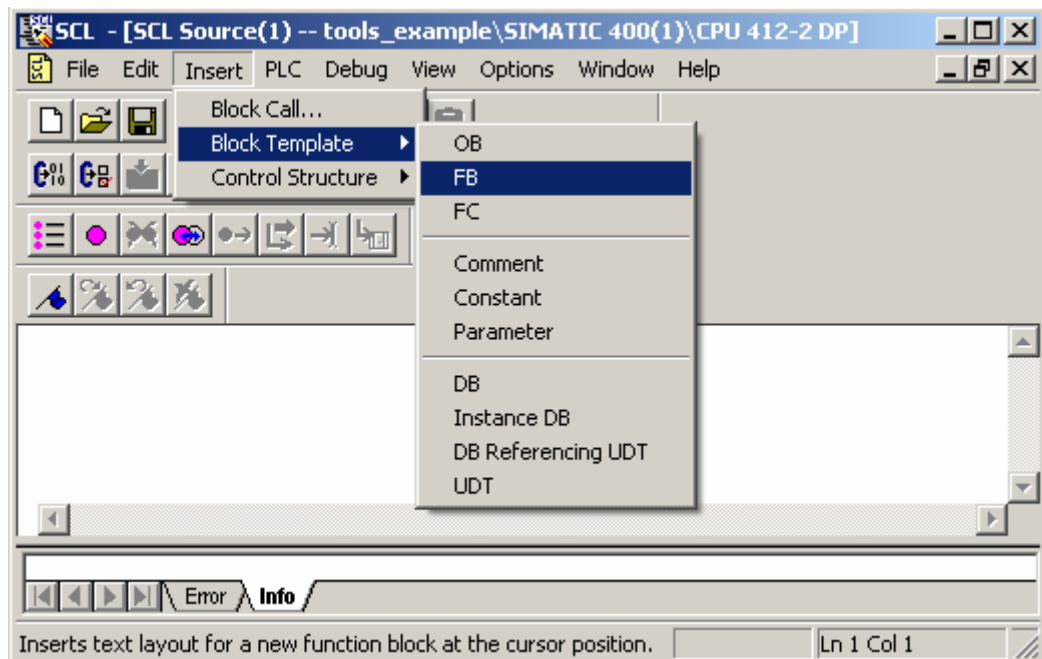 SCL - [SCL Source(1) -- tools_example\SIMATIC 400(1)\CPU 412-2 DP]
File Edit Insert PLC Debug View Options Window Help
Block Call...
Block Template
Control Structure
OB
FB
FC
Comment
Constant
Parameter
DB
Instance DB
DB Referencing UDT
UDT
Error Info
Inserts text layout for a new function block at the cursor position. Ln 1 Col 1